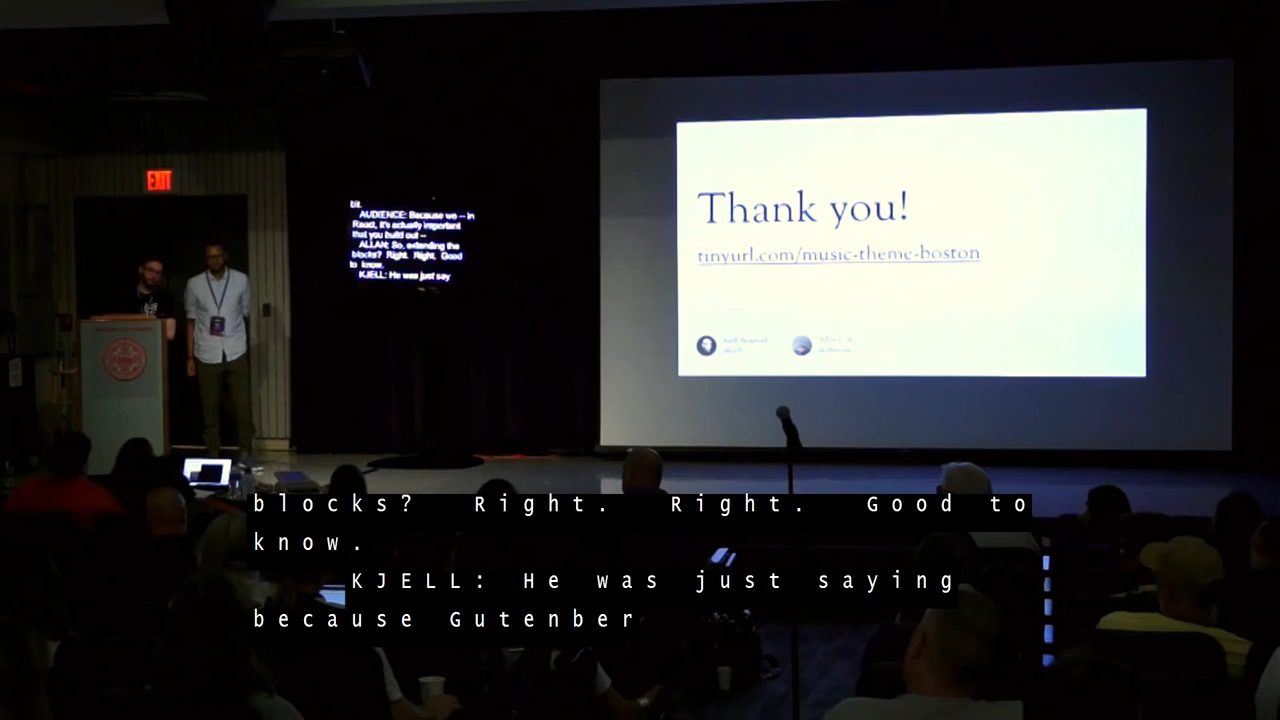 EXIT
bit.
AUDIENCE: Because we -- in
React, it's actually important
that you build out --
ALLAN: So, extending the
blocks? Right. Right. Good
to know.
KJELL: He was just say
Thank you!
tinyurl.com/music-theme-boston
blocks? Right. Right. Good to
know.
KJELL: He was just saying
because Gutenber